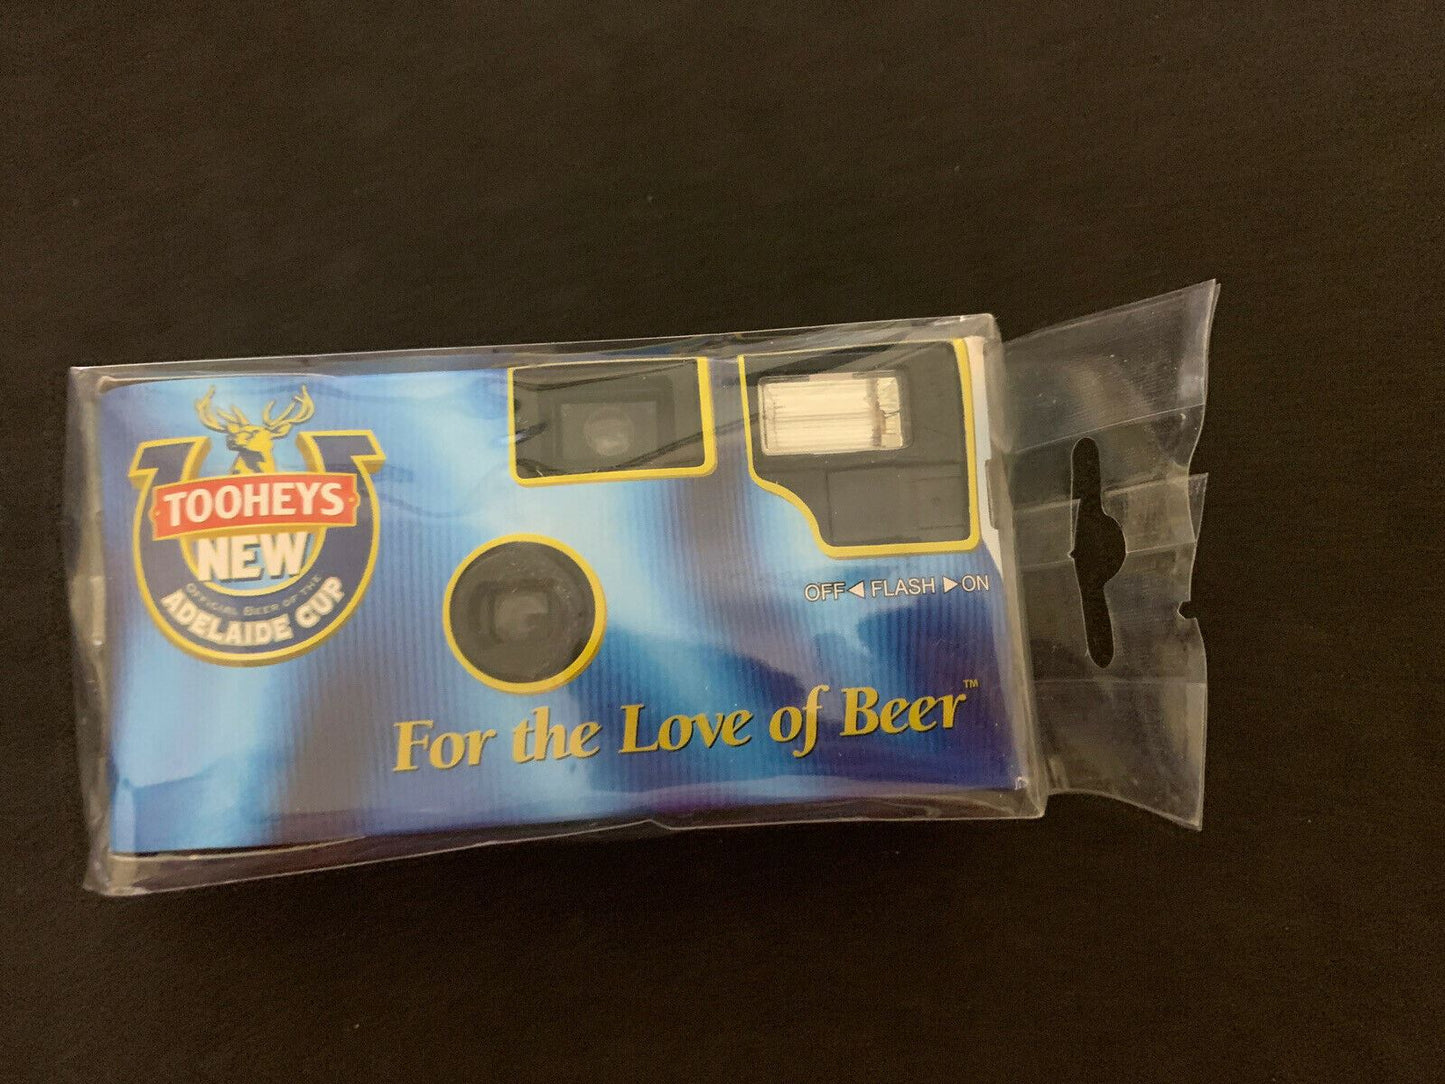 TOOHEYS
NEW
OFFICIAL BEER OF THE
ADELAIDE CUP
OFF ◀ FLASH ▶ ON
For the Love of Beer™